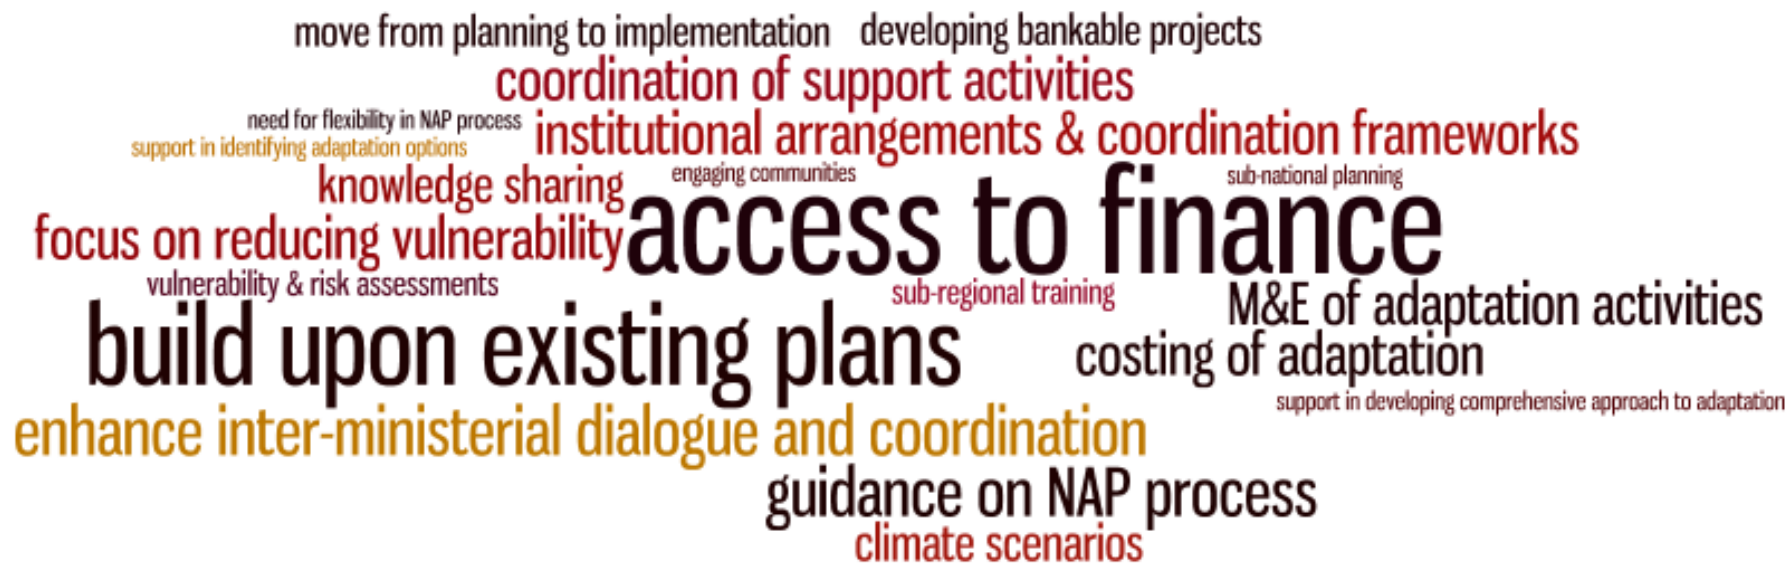 move from planning to implementation
developing bankable projects
coordination of support activities
need for flexibility in NAP process
institutional arrangements & coordination frameworks
support in identifying adaptation options
knowledge sharing
engaging communities
sub-national planning
access to finance
focus on reducing vulnerability
vulnerability & risk assessments
sub-regional training
M&E of adaptation activities
build upon existing plans
costing of adaptation
support in developing comprehensive approach to adaptation
enhance inter-ministerial dialogue and coordination
guidance on NAP process
climate scenarios